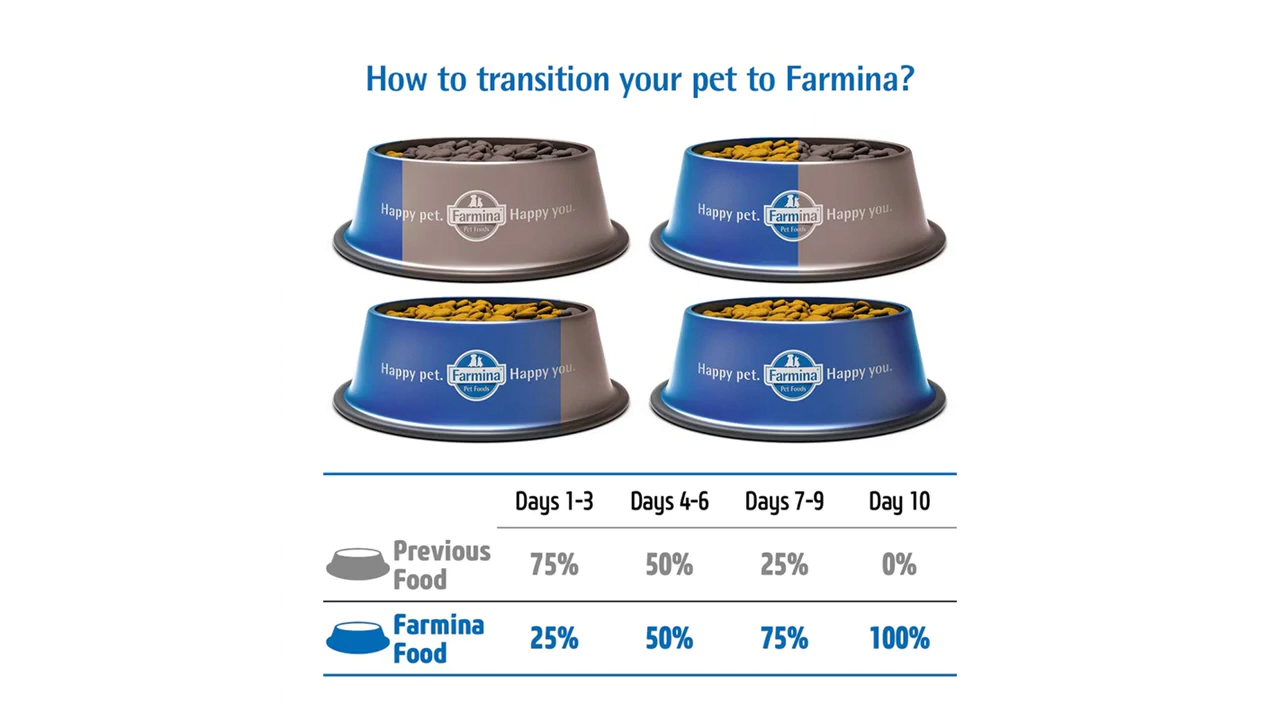 How to transition your pet to Farmina?
Happy pet. Farmina Happy you.
Pet Foods
Happy pet. Farmina Happy you.
Pet Foods
Happy pet. Farmina Happy you.
Pet Foods
Happy pet. Farmina Happy you.
Pet Foods
Days 1-3 Days 4-6 Days 7-9 Day 10
Previous
Food
75% 50% 25% 0%
Farmina
Food
25% 50% 75% 100%